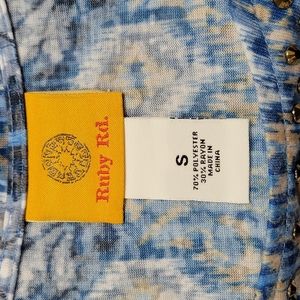 Ruby Rd.
S
70% POLYESTER
30% RAYON
MADE IN
CHINA